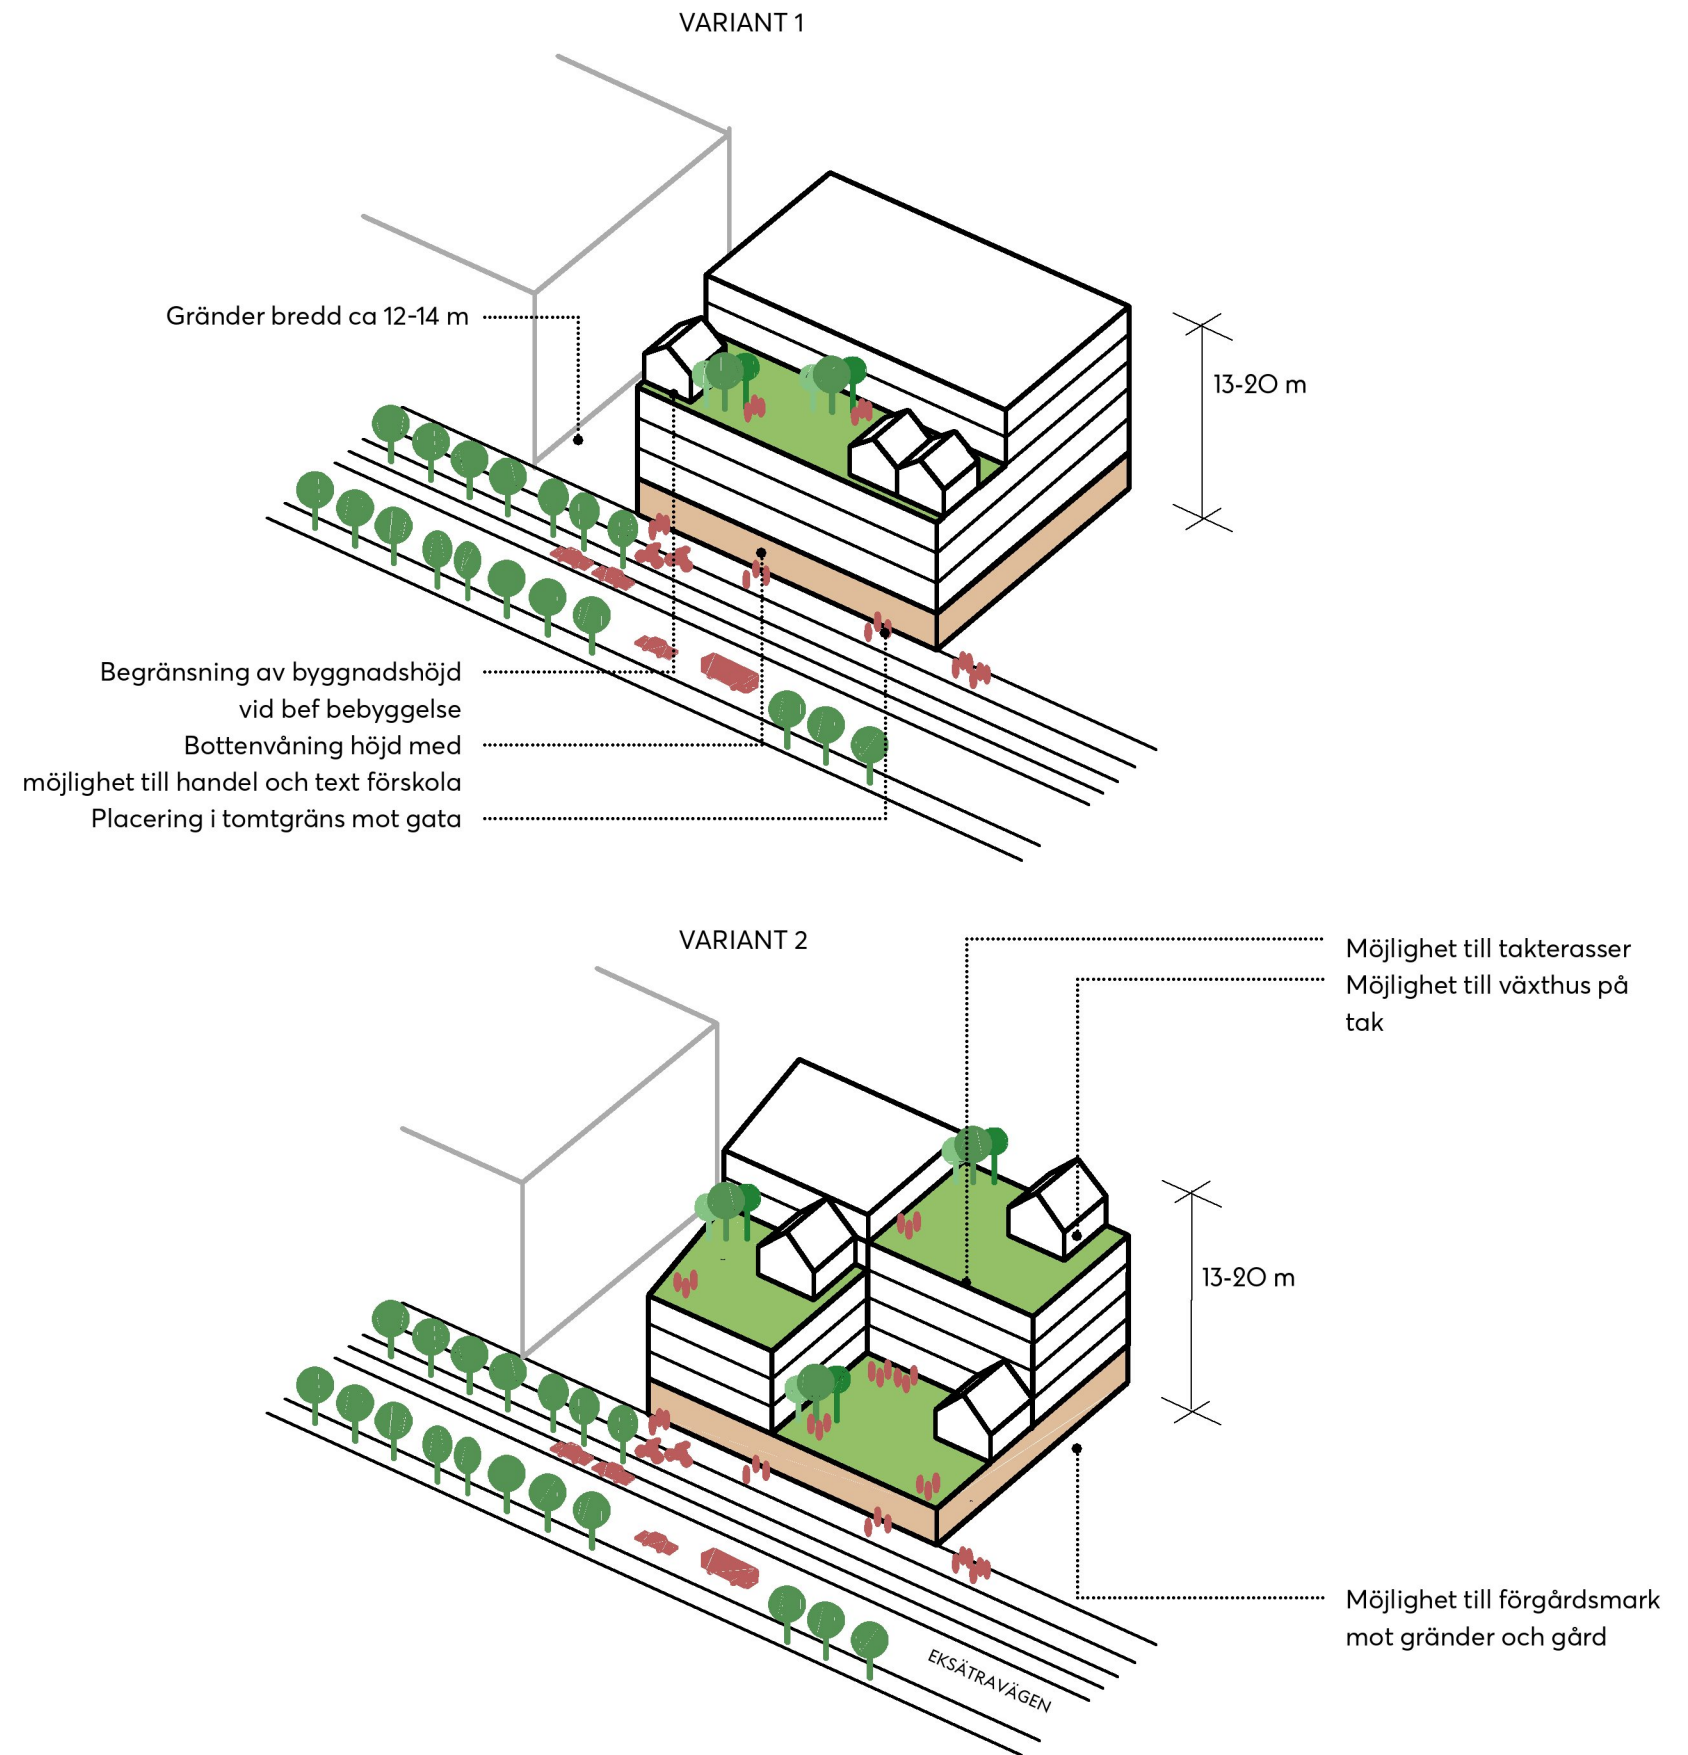 VARIANT 1
Gränder bredd ca 12-14 m
13-20 m
Begränsning av byggnadshöjd
vid bef bebyggelse
Bottenvåning höjd med
möjlighet till handel och text förskola
Placering i tomtgräns mot gata
VARIANT 2
Möjlighet till takterasser
Möjlighet till växthus på
tak
13-20 m
Möjlighet till förgårdsmark
mot gränder och gård
EKSÄTRAVÄGEN